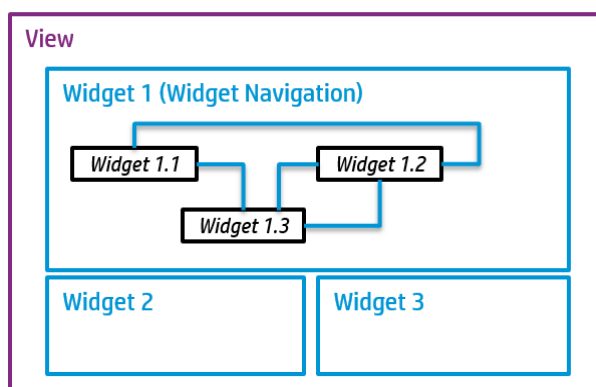 View
Widget 1 (Widget Navigation)
Widget 1.1
Widget 1.2
Widget 1.3
Widget 2
Widget 3